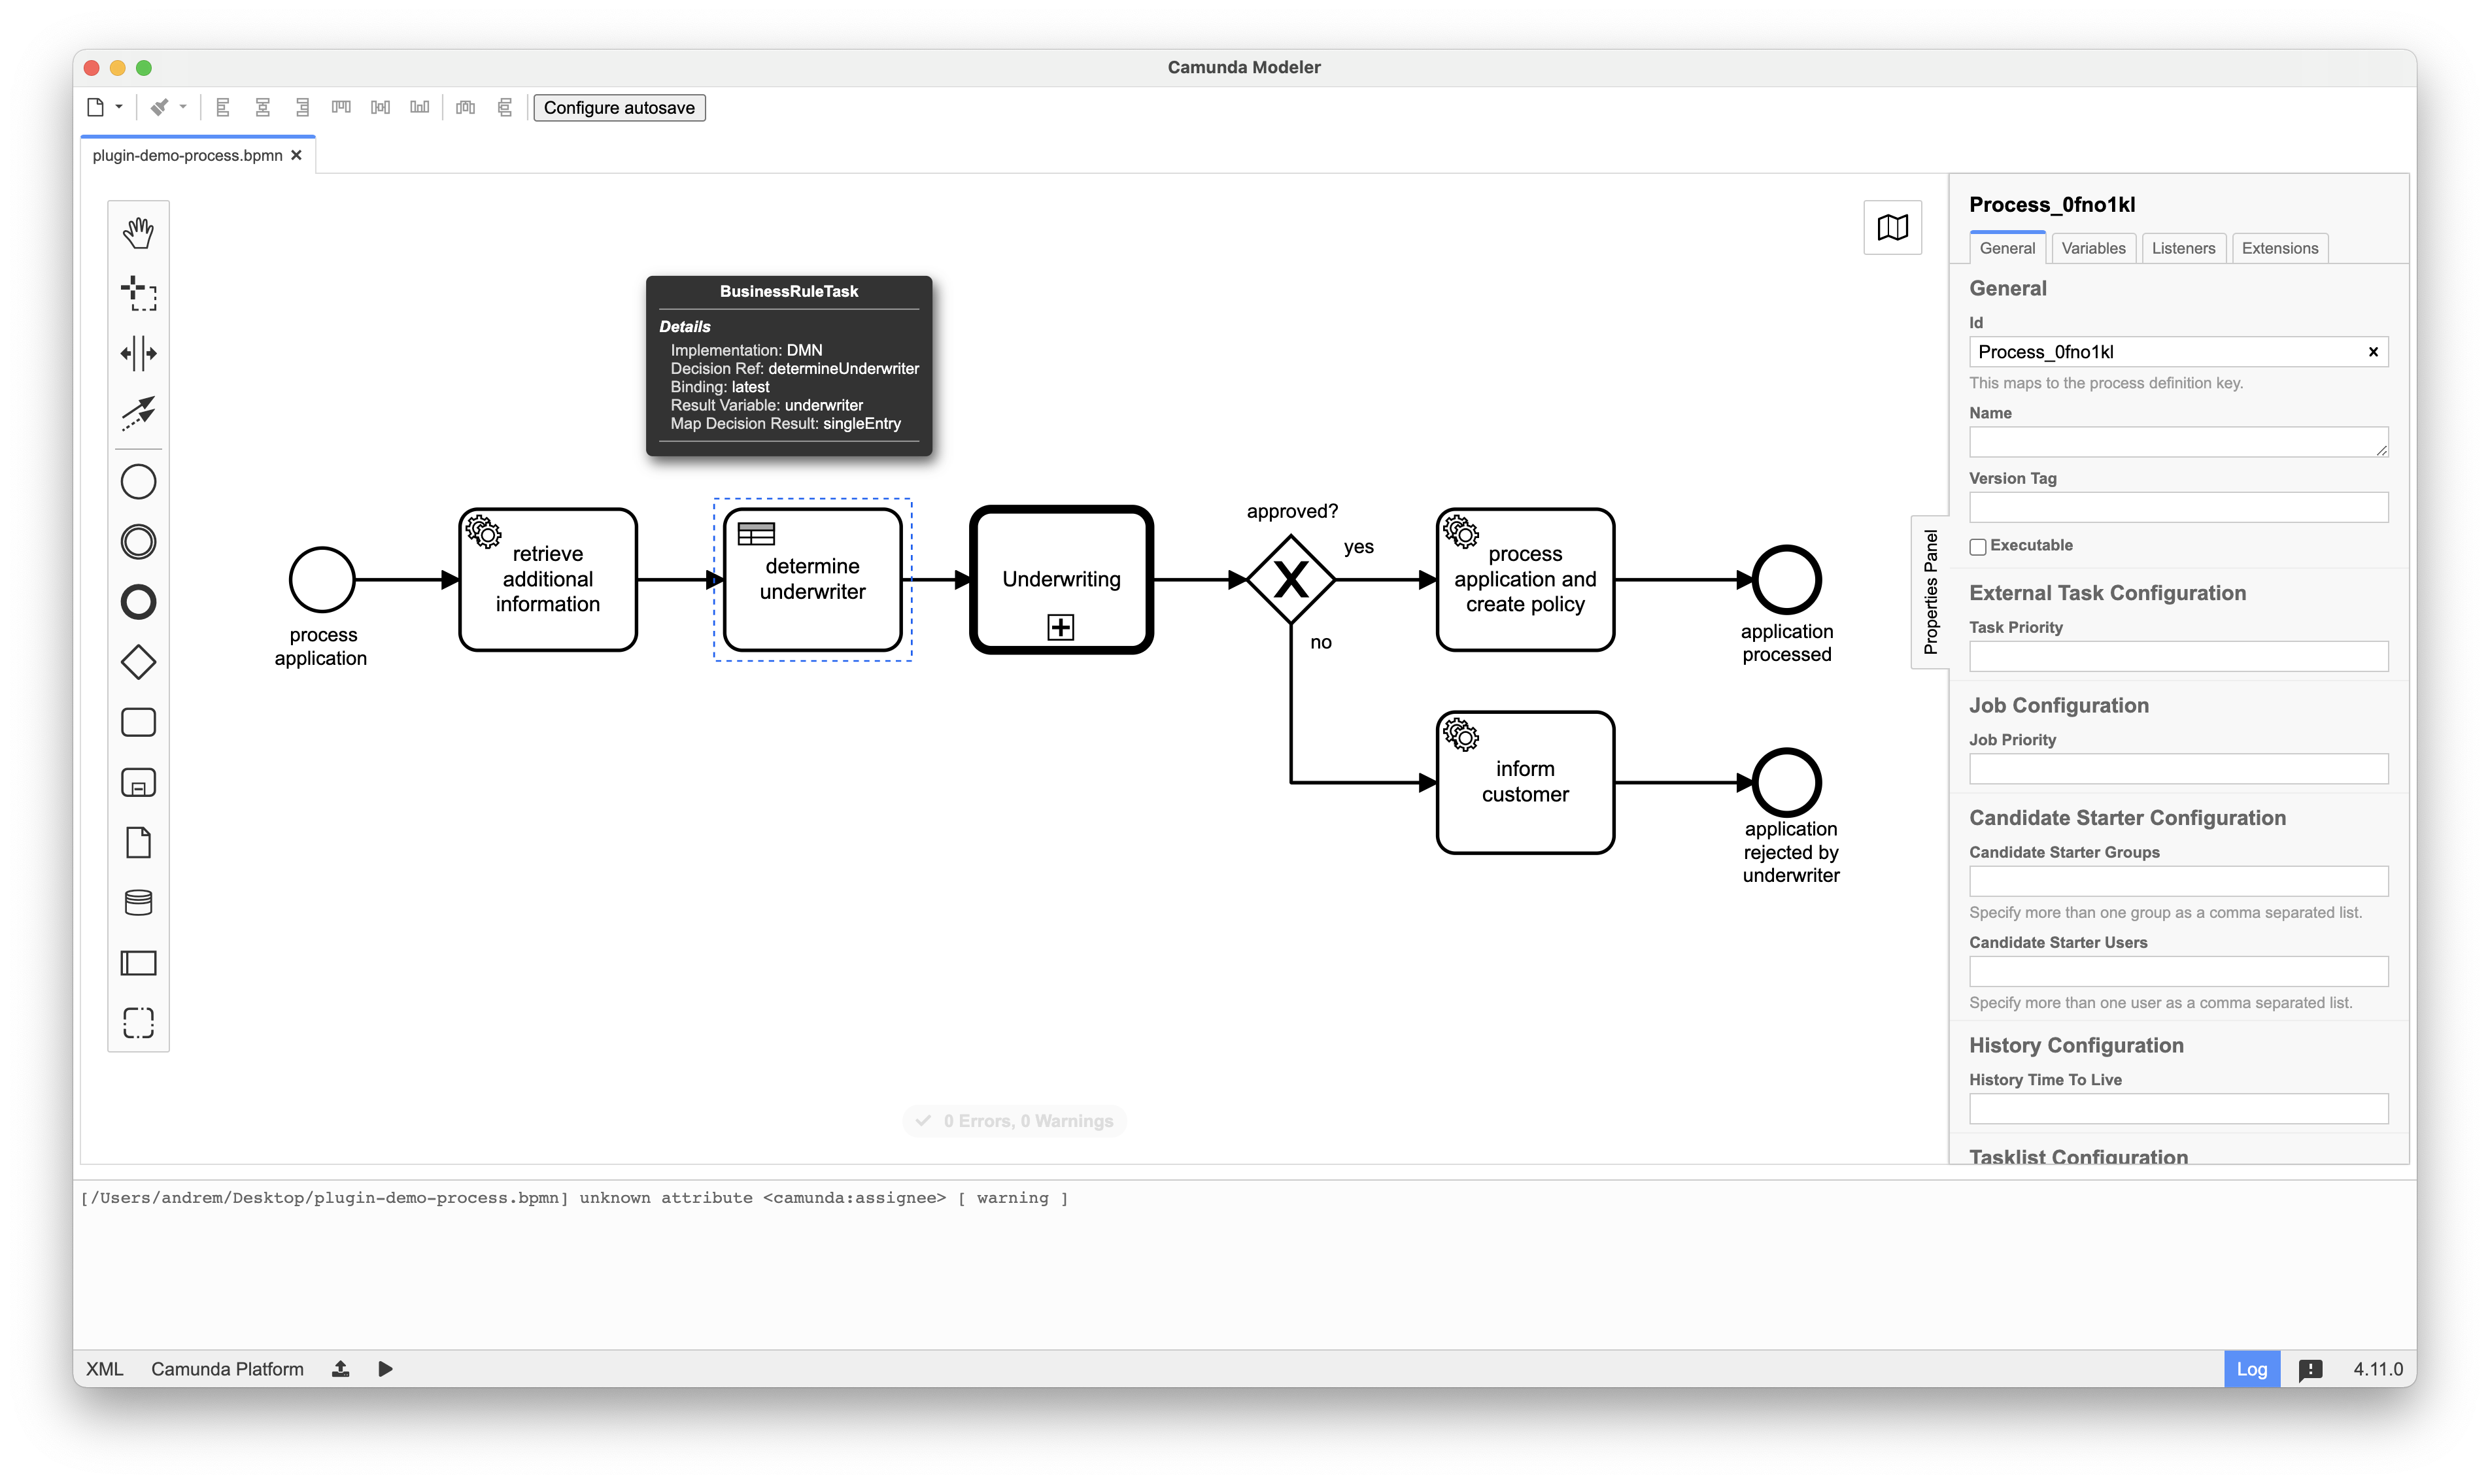 Camunda Modeler
Configure autosave
plugin-demo-process.bpmn
BusinessRuleTask
Details
Implementation: DMN
Decision Ref: determineUnderwriter
Binding: latest
Result Variable: underwriter
Map Decision Result: singleEntry
process
application
retrieve
additional
information
determine
underwriter
Underwriting
approved?
yes
no
process
application and
create policy
application
processed
inform
customer
application
rejected by
underwriter
0 Errors, 0 Warnings
Properties Panel
Process_0fno1kl
General
Variables
Listeners
Extensions
General
Id
Process_0fno1kl
This maps to the process definition key.
Name
Version Tag
Executable
External Task Configuration
Task Priority
Job Configuration
Job Priority
Candidate Starter Configuration
Candidate Starter Groups
Specify more than one group as a comma separated list.
Candidate Starter Users
Specify more than one user as a comma separated list.
History Configuration
History Time To Live
Tasklist Configuration
[/Users/andrem/Desktop/plugin-demo-process.bpmn] unknown attribute <camunda:assignee> [ warning ]
XML
Camunda Platform
Log
4.11.0